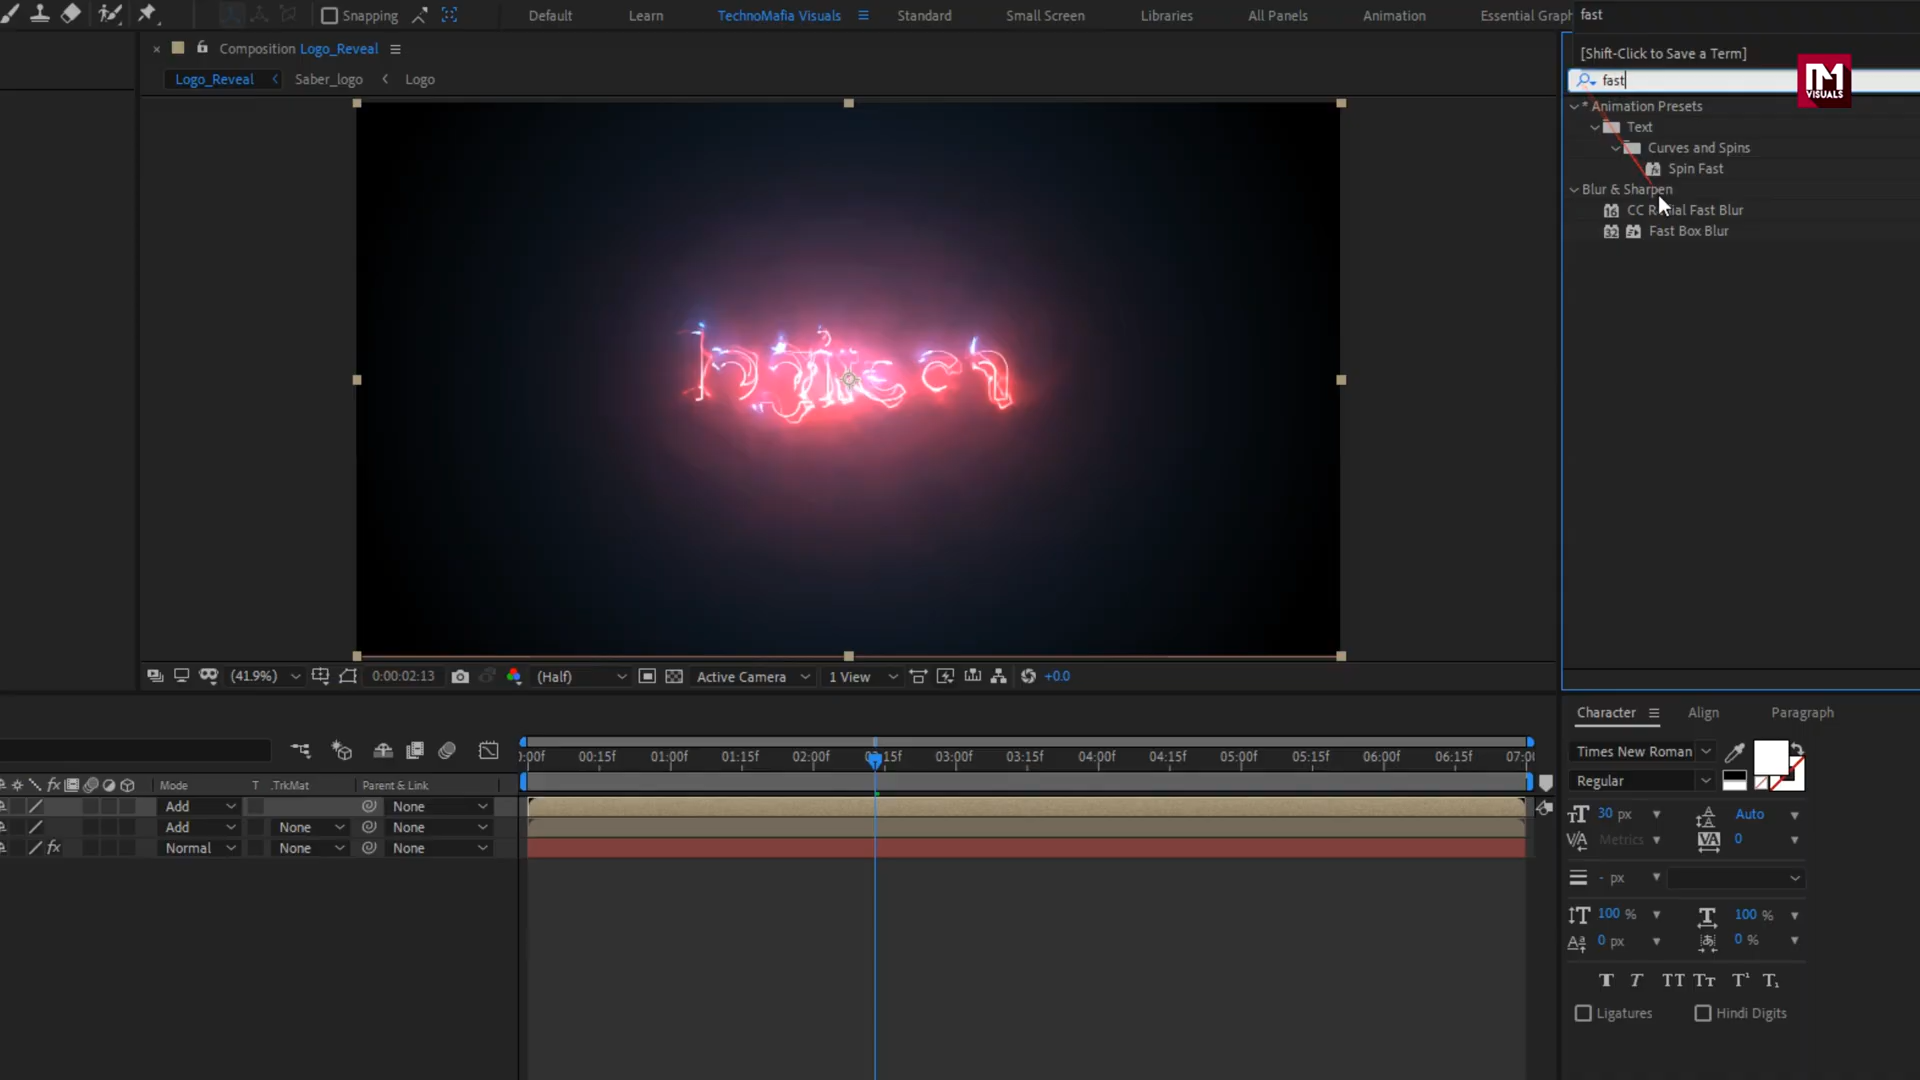 Snapping
Default
Learn
TechnoMafia Visuals
Standard
Small Screen
Libraries
All Panels
Animation
Essential Graph
fast
Composition Logo_Reveal
[Shift-Click to Save a Term]
Logo_Reveal
Saber_logo
Logo
fast
VISUALS
* Animation Presets
Text
Curves and Spins
Spin Fast
Blur & Sharpen
CC Radial Fast Blur
Fast Box Blur
(41.9%)
0:00:02:13
(Half)
Active Camera
1 View
+0.0
Character
Align
Paragraph
Times New Roman
Regular
30 px
Auto
Metrics
0
- px
100 %
100 %
0 px
0 %
Ligatures
Hindi Digits
:00f 00:15f 01:00f 01:15f 02:00f 02:15f 03:00f 03:15f 04:00f 04:15f 05:00f 05:15f 06:00f 06:15f 07:00
Mode T .TrkMat Parent & Link
Add None
Add None None
Normal None None